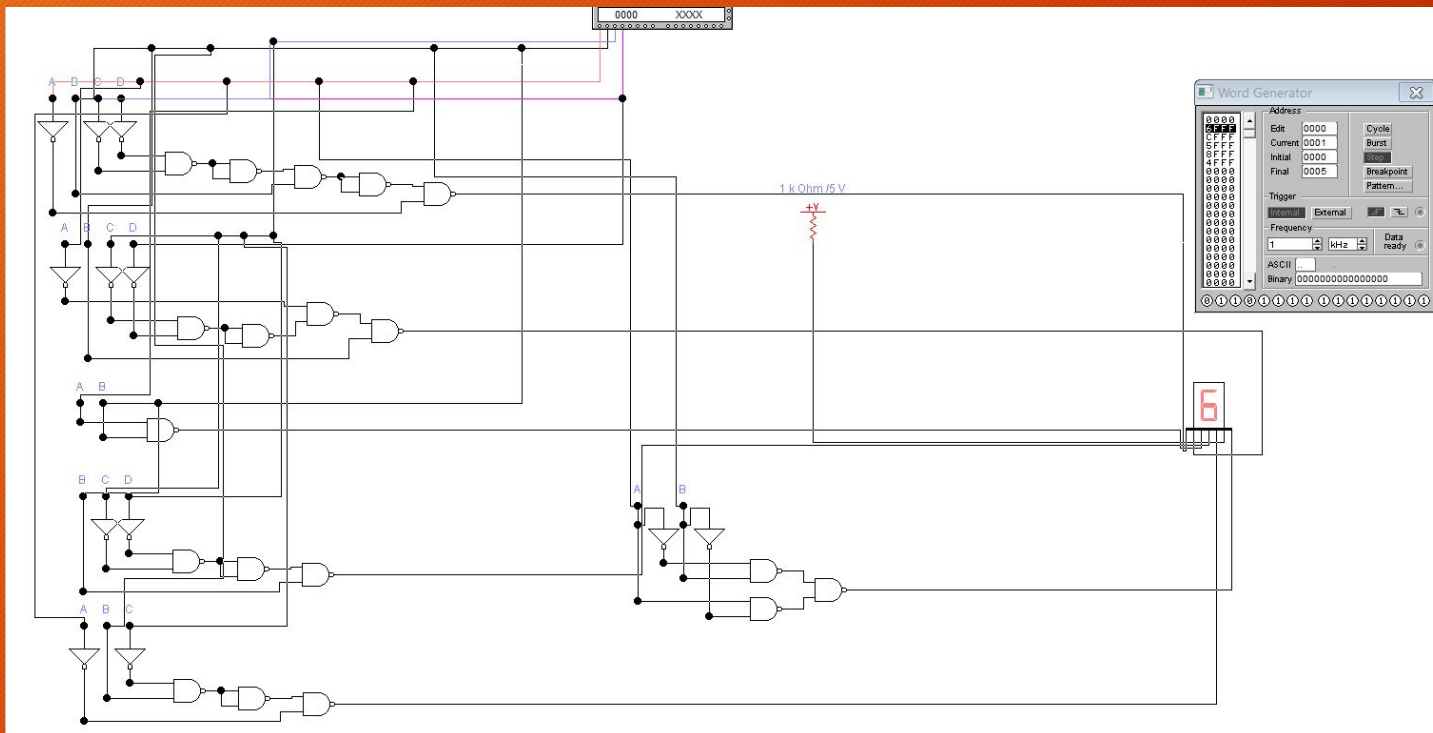 0000 XXXX
A B C D
1 k Ohm /5 V
+V
A B C D
A B
B C D
A B
A B C
6
Word Generator
0000
6FFF
CFFF
5FFF
8FFF
4FFF
0000
0000
0000
0000
0000
0000
0000
0000
0000
0000
0000
0000
0000
0000
Address
Edit 0000
Current 0001
Initial 0000
Final 0005
Cycle
Burst
Step
Breakpoint
Pattern...
Trigger
Internal External
Frequency
1 kHz
Data ready
ASCII ..
Binary 0000000000000000
0 1 1 0 1 1 1 1 1 1 1 1 1 1 1 1